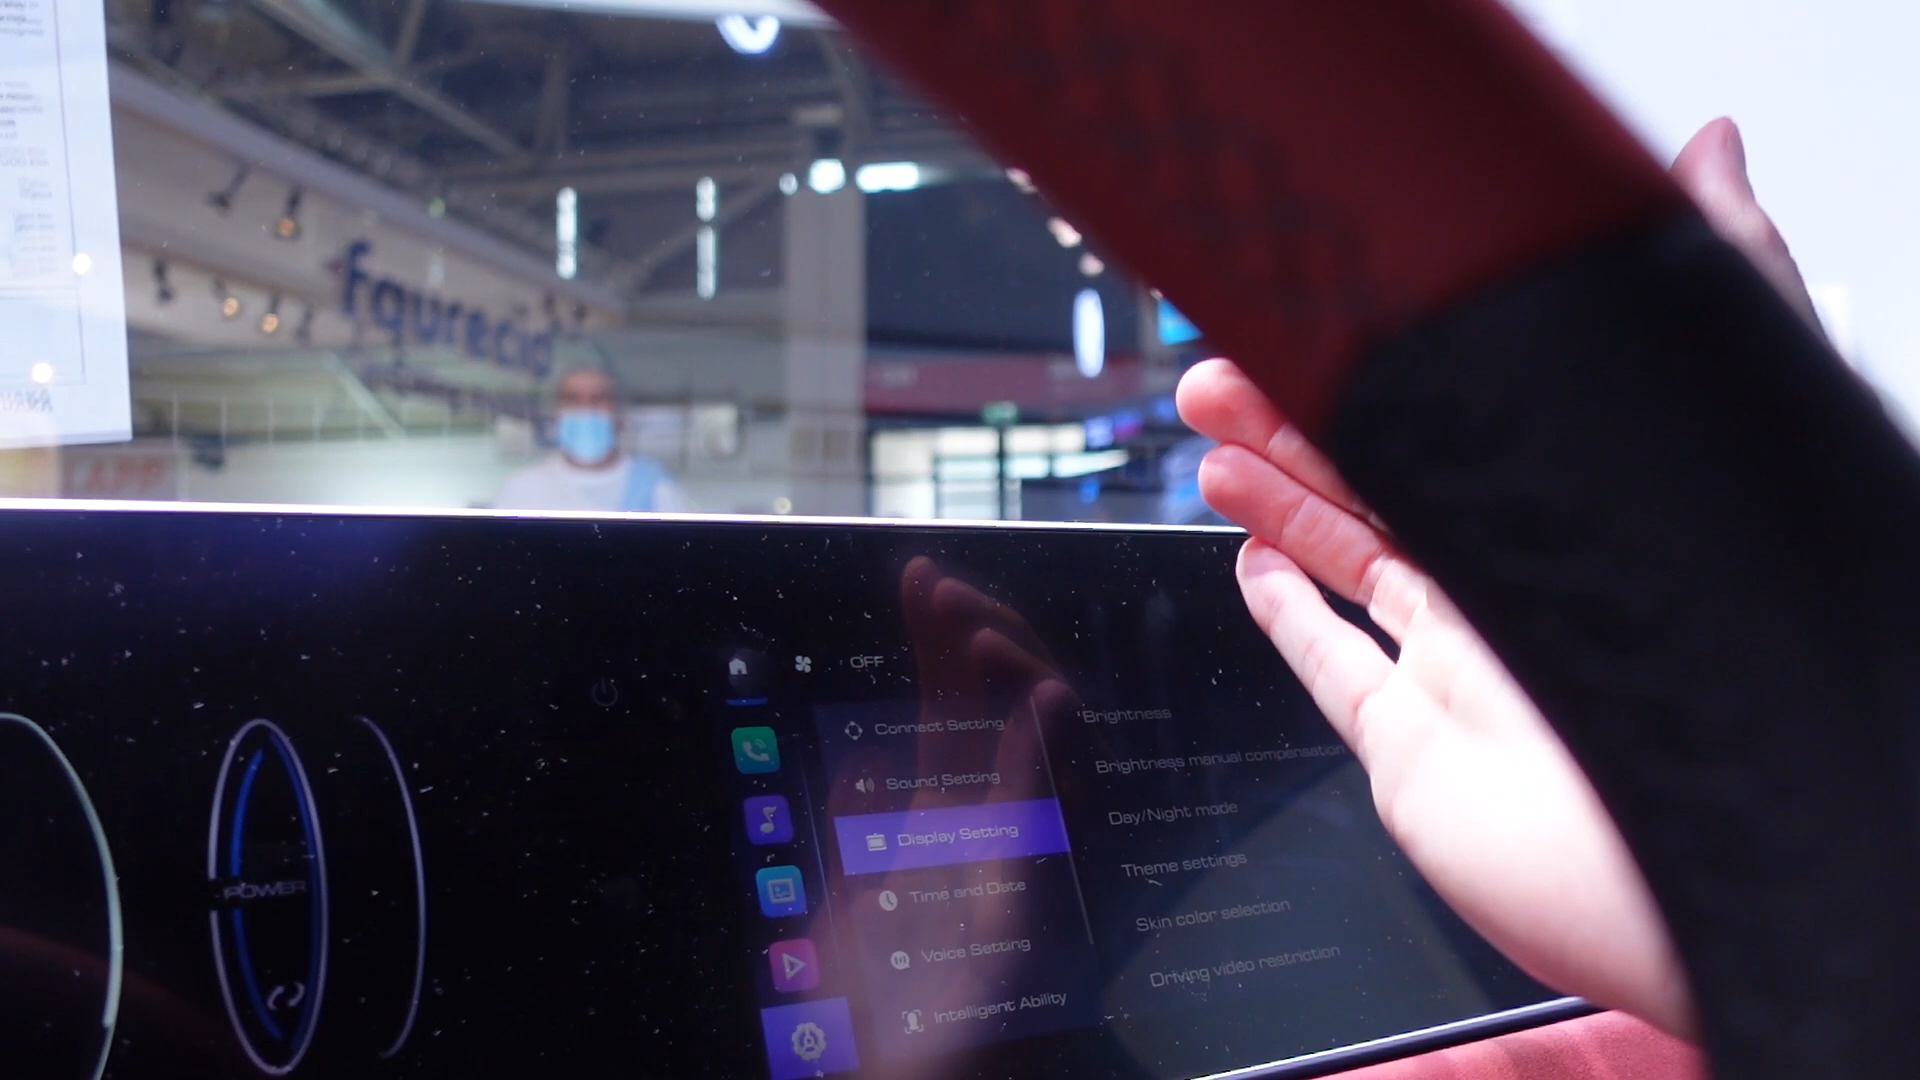 faurecia
OFF
Connect Setting
Sound Setting
Display Setting
Time and Date
Voice Setting
Intelligent Ability
Brightness
Brightness manual compensation
Day/Night mode
Theme settings
Skin color selection
Driving video restriction
POWER